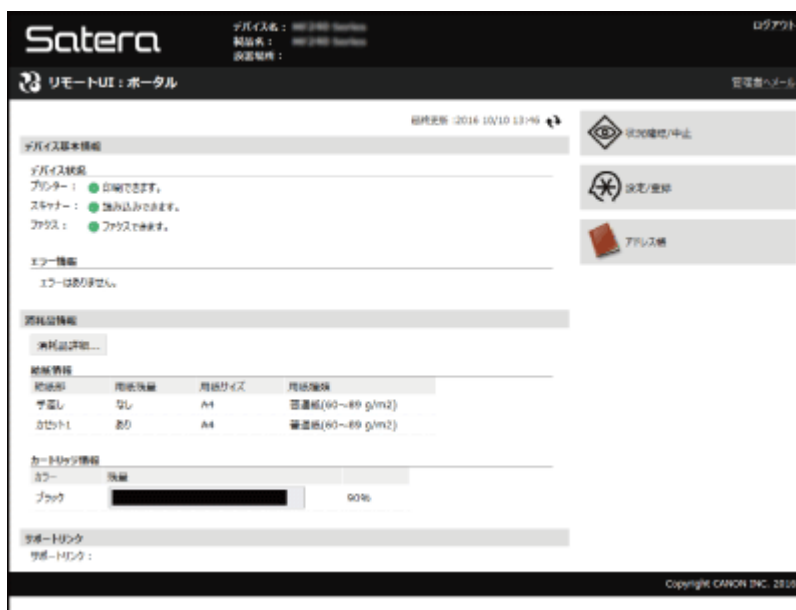 Satera
デバイス名 :
製品名 :
設置場所 :
ログアウト
リモートUI : ポータル
管理者へメール
最終更新 :2016 10/10 13:46
デバイス基本情報
デバイス状況
プリンター : 印刷できます。
スキャナー : 読み込みできます。
ファクス : ファクスできます。
エラー情報
エラーはありません。
消耗品情報
消耗品詳細...
給紙情報
給紙部 用紙残量 用紙サイズ 用紙種類
手差し なし A4 普通紙(60～89 g/m2)
カセット1 あり A4 普通紙(60～89 g/m2)
カートリッジ情報
カラー 残量
ブラック 90%
サポートリンク
サポートリンク :
状況確認/中止
設定/登録
アドレス帳
Copyright CANON INC. 2016